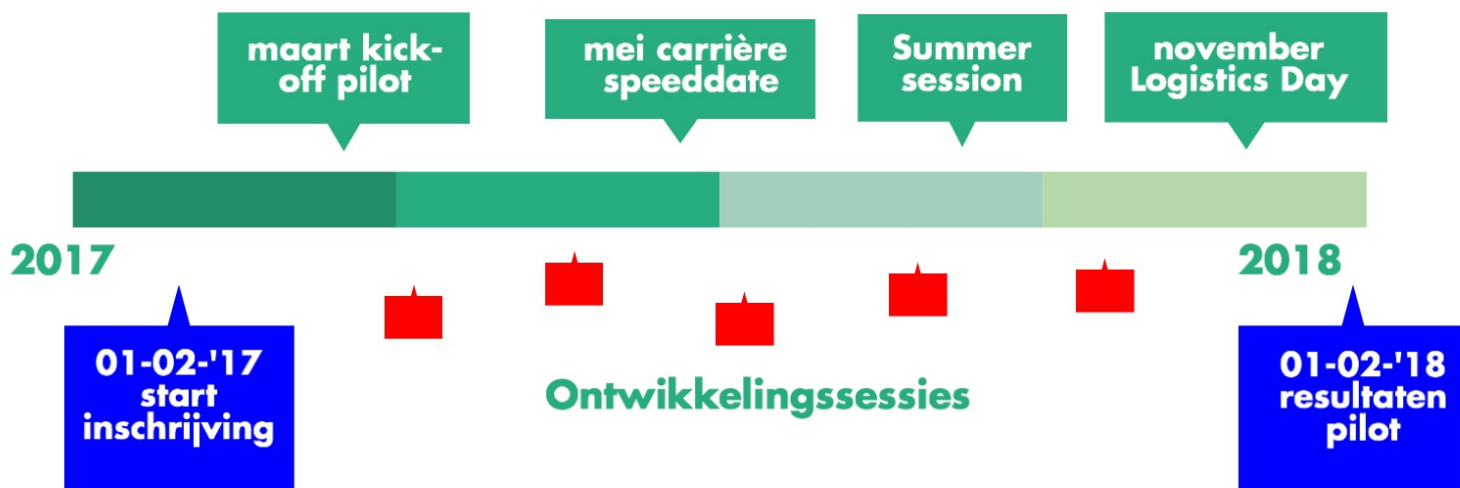 maart kick-
off pilot
mei carrière
speeddate
Summer
session
november
Logistics Day
2017
2018
01-02-'17
start
inschrijving
Ontwikkelingssessies
01-02-'18
resultaten
pilot